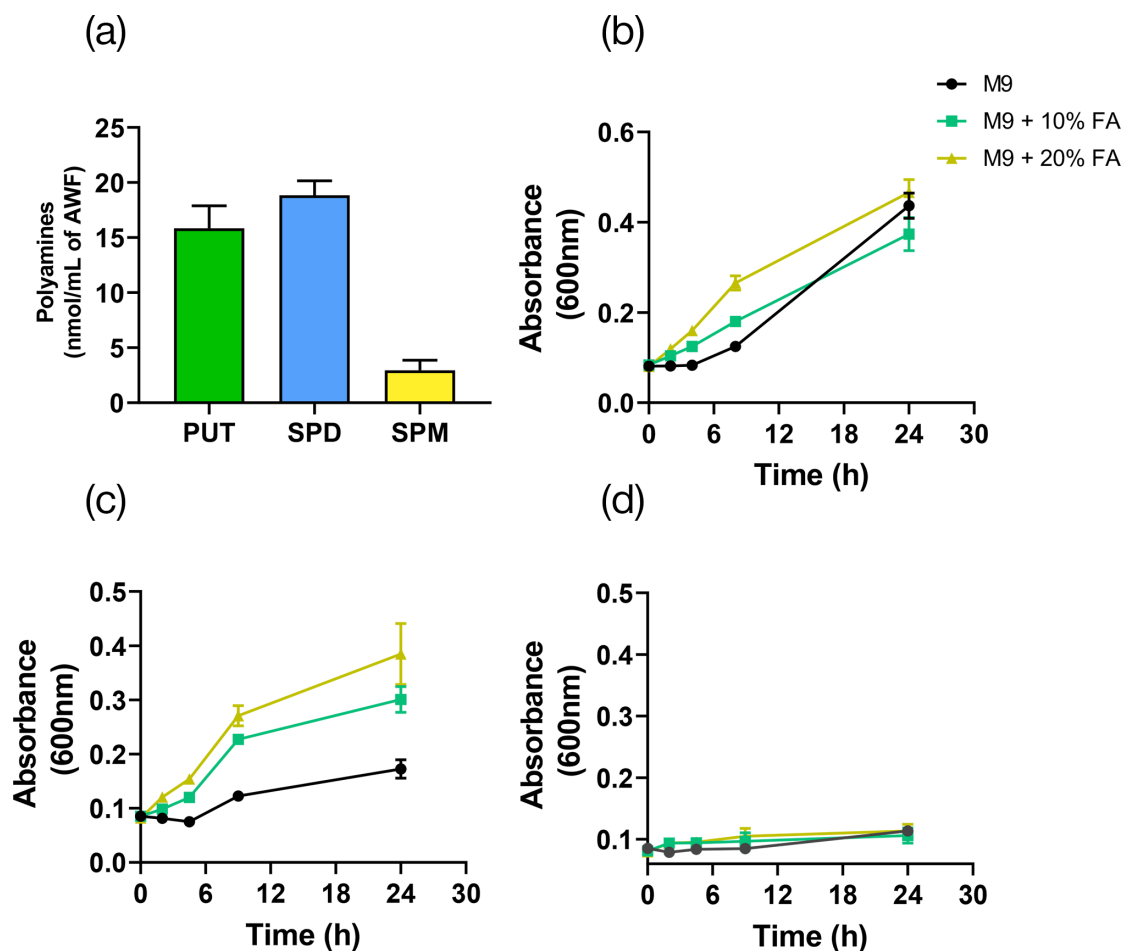 (a)
Polyamines
(nmol/mL of AWF)
25
20
15
10
5
0
PUT SPD SPM
(b)
M9
M9 + 10% FA
M9 + 20% FA
Absorbance
(600nm)
0.6
0.4
0.2
0.0
0 6 12 18 24 30
Time (h)
(c)
Absorbance
(600nm)
0.5
0.4
0.3
0.2
0.1
0.0
0 6 12 18 24 30
Time (h)
(d)
Absorbance
(600nm)
0.5
0.4
0.3
0.2
0.1
0 6 12 18 24 30
Time (h)